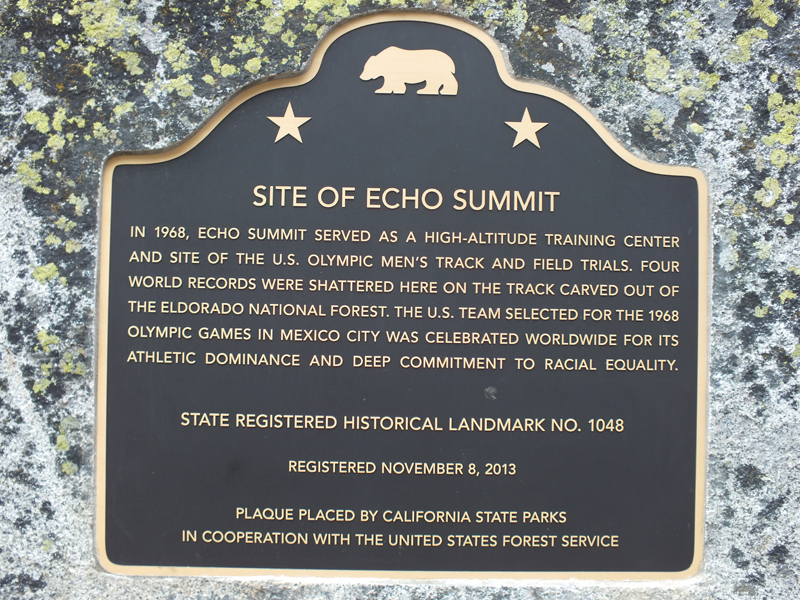 SITE OF ECHO SUMMIT
IN 1968, ECHO SUMMIT SERVED AS A HIGH-ALTITUDE TRAINING CENTER
AND SITE OF THE U.S. OLYMPIC MEN'S TRACK AND FIELD TRIALS. FOUR
WORLD RECORDS WERE SHATTERED HERE ON THE TRACK CARVED OUT OF
THE ELDORADO NATIONAL FOREST. THE U.S. TEAM SELECTED FOR THE 1968
OLYMPIC GAMES IN MEXICO CITY WAS CELEBRATED WORLDWIDE FOR ITS
ATHLETIC DOMINANCE AND DEEP COMMITMENT TO RACIAL EQUALITY.
STATE REGISTERED HISTORICAL LANDMARK NO. 1048
REGISTERED NOVEMBER 8, 2013
PLAQUE PLACED BY CALIFORNIA STATE PARKS
IN COOPERATION WITH THE UNITED STATES FOREST SERVICE